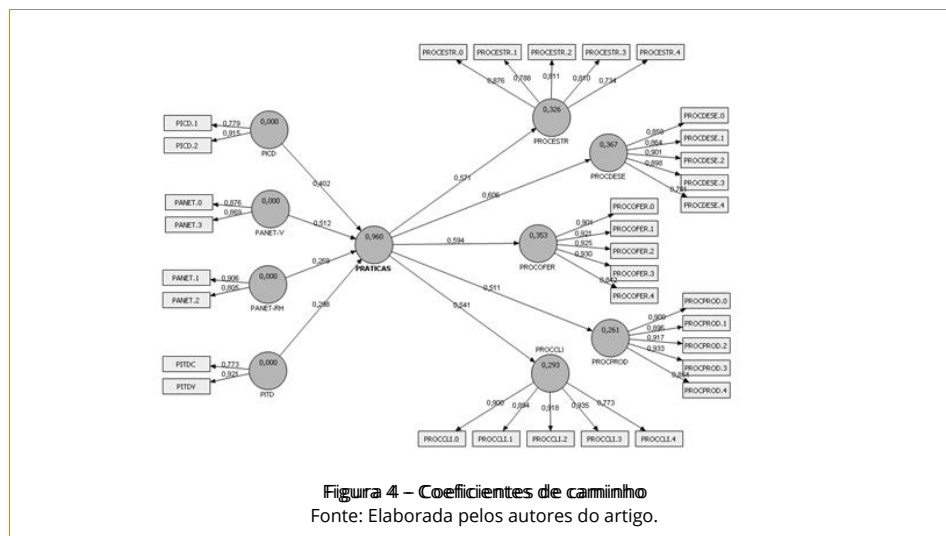 PROCESTR.0 PROCESTR.1 PROCESTR.2 PROCESTR.3 PROCESTR.4
0,876 0,788 0,811 0,810 0,734
0,326
PROCESTR
PICD.1 0,779
PICD.2 0,915
0,000
PICD
0,402
0,571
PROCDESE.0
PROCDESE.1
PROCDESE.2
PROCDESE.3
PROCDESE.4
0,859
0,864
0,901
0,898
0,367
PROCDESE
0,606
PANET.0 0,876
PANET.3 0,869
0,000
PANET-V
0,512
0,960
PRATICAS
0,594
PROCOFER.0
PROCOFER.1
PROCOFER.2
PROCOFER.3
PROCOFER.4
0,901
0,921
0,925
0,930
0,842
0,353
PROCOFER
PANET.1 0,906
PANET.2 0,805
0,000
PANET-RH
0,269
0,511
PROCPROD.0
PROCPROD.1
PROCPROD.2
PROCPROD.3
PROCPROD.4
0,900
0,896
0,917
0,933
0,261
PROCPROD
PITDC 0,773
PITDV 0,921
0,000
PITD
0,298
0,541
PROCCLI
0,293
0,900 0,894 0,918 0,935 0,773
PROCCLI.0 PROCCLI.1 PROCCLI.2 PROCCLI.3 PROCCLI.4
Figura 4 – Coeficientes de caminho
Fonte: Elaborada pelos autores do artigo.